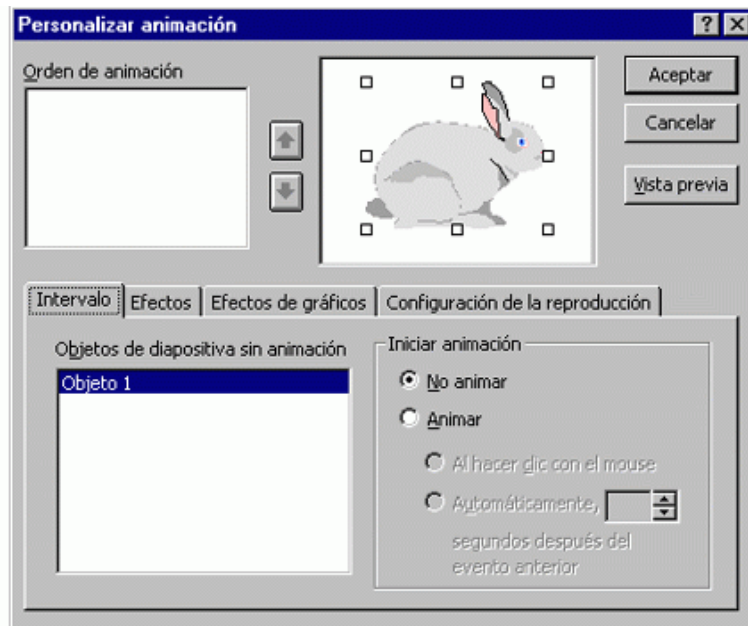 Personalizar animación
Orden de animación
Aceptar
Cancelar
Vista previa
Intervalo
Efectos
Efectos de gráficos
Configuración de la reproducción
Objetos de diapositiva sin animación
Objeto 1
Iniciar animación
No animar
Animar
Al hacer clic con el mouse
Automáticamente,
segundos después del
evento anterior